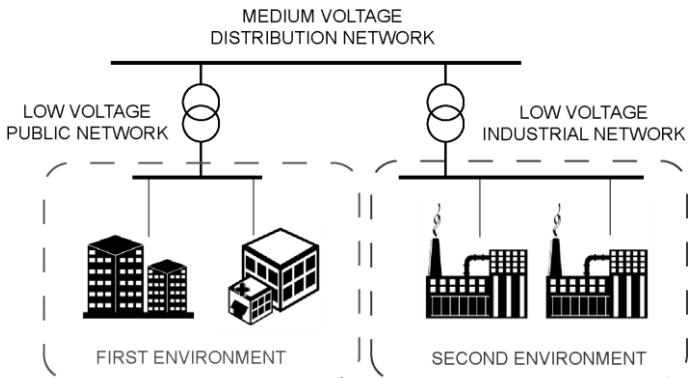 MEDIUM VOLTAGE
DISTRIBUTION NETWORK
LOW VOLTAGE
PUBLIC NETWORK
LOW VOLTAGE
INDUSTRIAL NETWORK
FIRST ENVIRONMENT
SECOND ENVIRONMENT